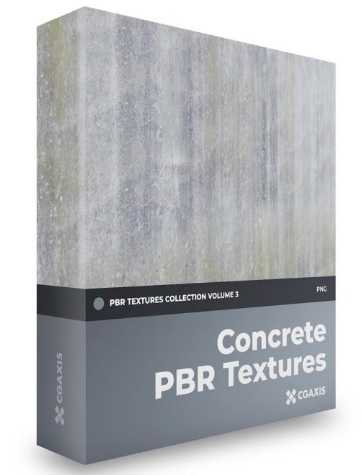 PBR TEXTURES COLLECTION VOLUME 3
PNG
Concrete
PBR Textures
CGAXIS
CGAXIS